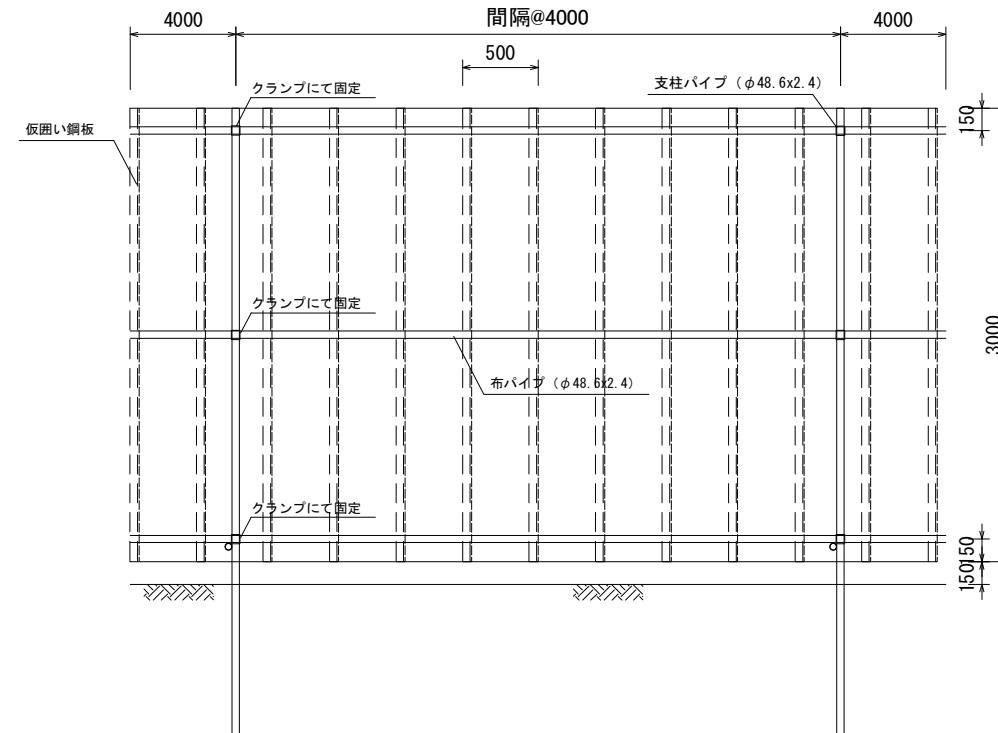 4000
間隔@4000
4000
500
クランプにて固定
支柱パイプ（φ48.6x2.4）
150
仮囲い鋼板
クランプにて固定
3000
布パイプ（φ48.6x2.4）
クランプにて固定
150
150